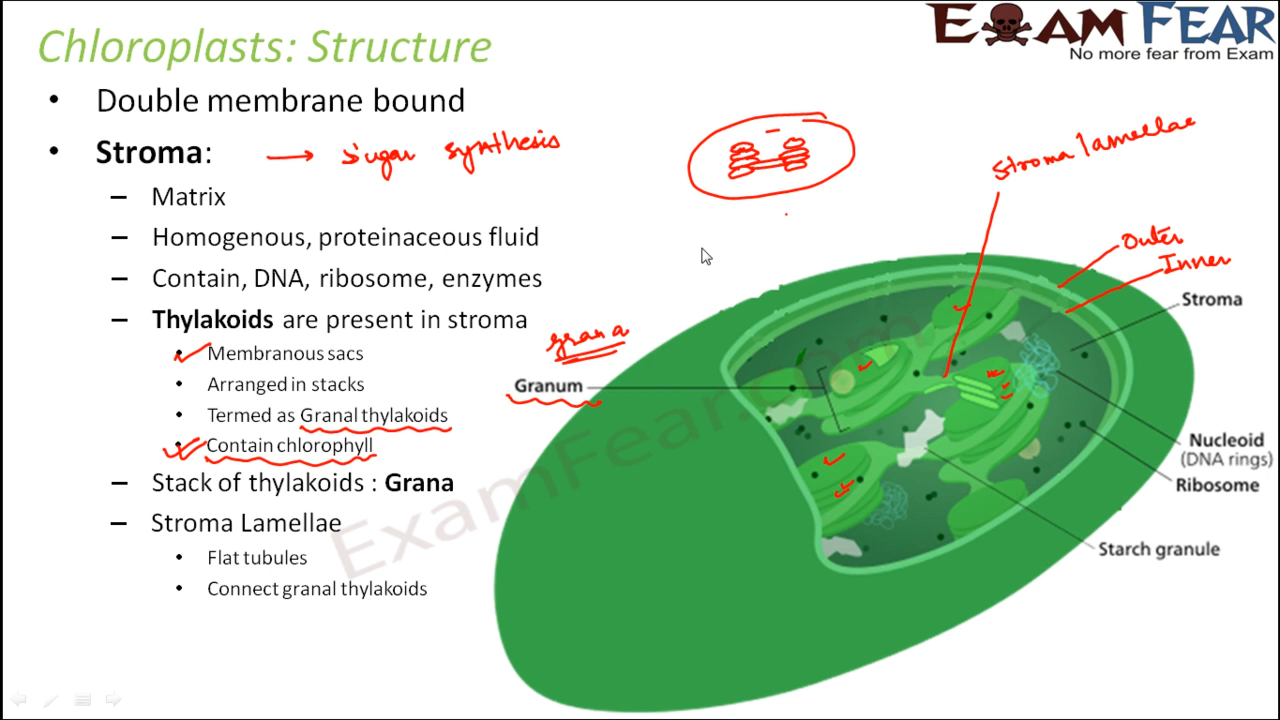 Chloroplasts: Structure
EXAM FEAR
No more fear from Exam
• Double membrane bound
• Stroma: → sugar synthesis
– Matrix
– Homogenous, proteinaceous fluid
– Contain, DNA, ribosome, enzymes
– Thylakoids are present in stroma
• Membranous sacs
• Arranged in stacks
• Termed as Granal thylakoids
• Contain chlorophyll
– Stack of thylakoids : Grana
– Stroma Lamellae
• Flat tubules
• Connect granal thylakoids
Stroma lamellae
Outer
Inner
Stroma
grana
Granum
Nucleoid
(DNA rings)
Ribosome
Starch granule
ExamFear.com